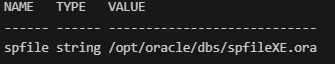 NAME   TYPE   VALUE
------ ------ ----------------------------
spfile string /opt/oracle/dbs/spfileXE.ora